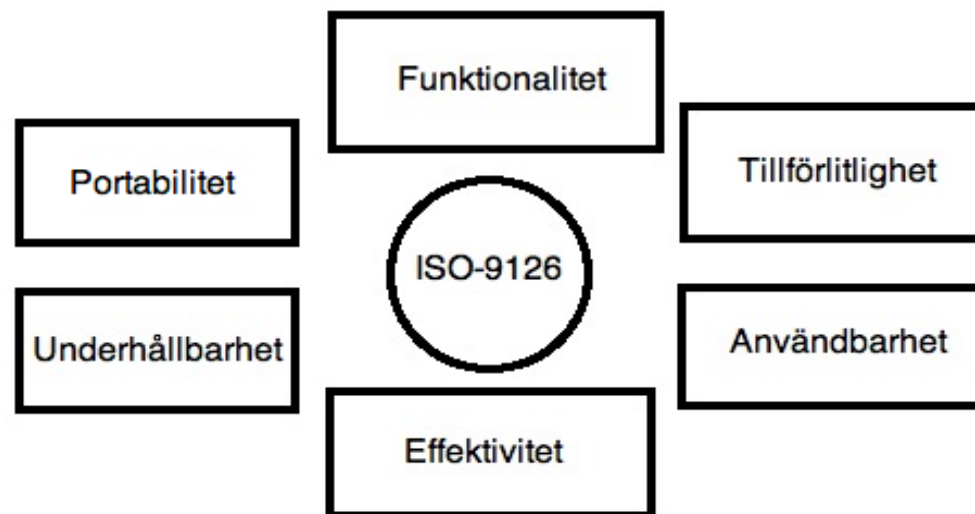 Funktionalitet
Portabilitet
Tillförlitlighet
ISO-9126
Underhållbarhet
Användbarhet
Effektivitet